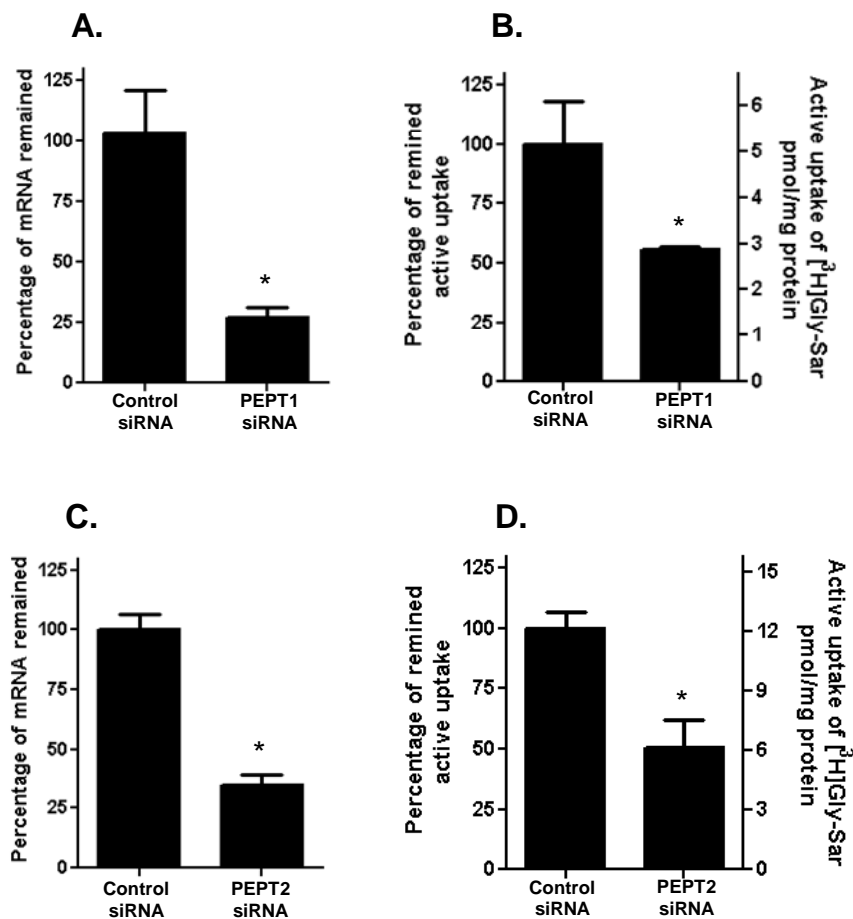 A.
Percentage of mRNA remained
125
100
75
50
25
0
*
Control
siRNA
PEPT1
siRNA
B.
Percentage of remined
active uptake
125
100
75
50
25
0
*
6
5
4
3
2
1
0
Active uptake of [³H]Gly-Sar
pmol/mg protein
Control
siRNA
PEPT1
siRNA
C.
Percentage of mRNA remained
125
100
75
50
25
0
*
Control
siRNA
PEPT2
siRNA
D.
Percentage of remined
active uptake
125
100
75
50
25
0
*
15
12
9
6
3
0
Active uptake of [³H]Gly-Sar
pmol/mg protein
Control
siRNA
PEPT2
siRNA